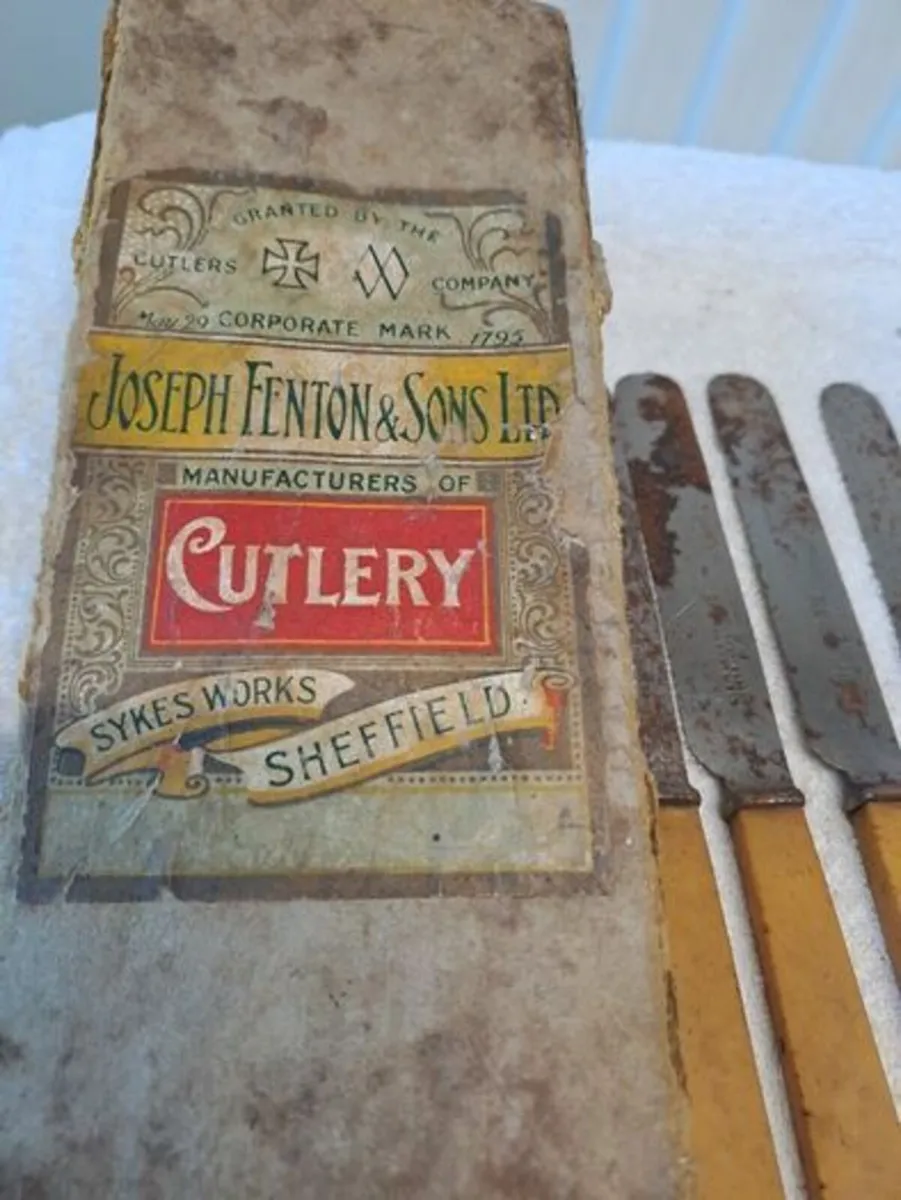 GRANTED BY THE
CUTLERS COMPANY
May 29 CORPORATE MARK 1795
JOSEPH FENTON & SONS LTD
MANUFACTURERS OF
CUTLERY
SYKES WORKS
SHEFFIELD.